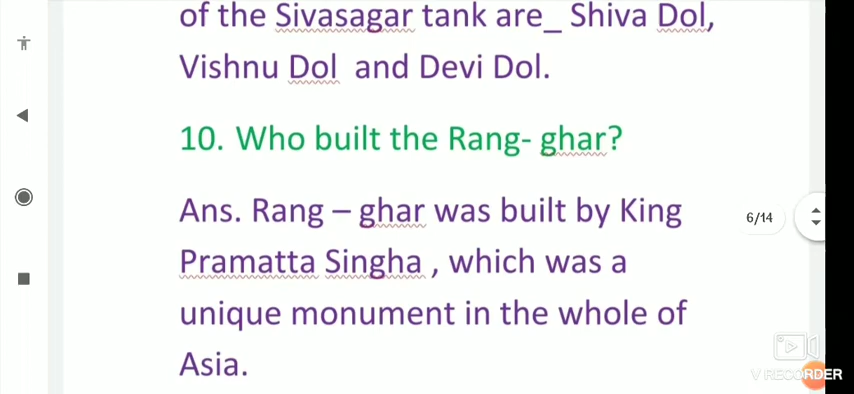 of the Sivasagar tank are_ Shiva Dol,
Vishnu Dol and Devi Dol.
10. Who built the Rang- ghar?
Ans. Rang – ghar was built by King
Pramatta Singha , which was a
unique monument in the whole of
Asia.
6/14
V RECORDER